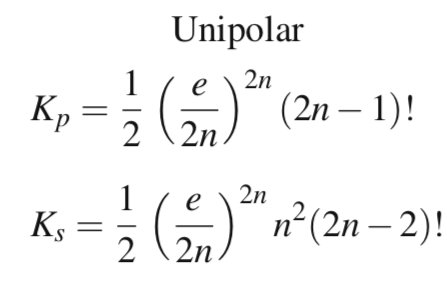 Unipolar
K_p = \frac{1}{2} \left( \frac{e}{2n} \right)^{2n} (2n - 1)!
K_s = \frac{1}{2} \left( \frac{e}{2n} \right)^{2n} n^2 (2n - 2)!